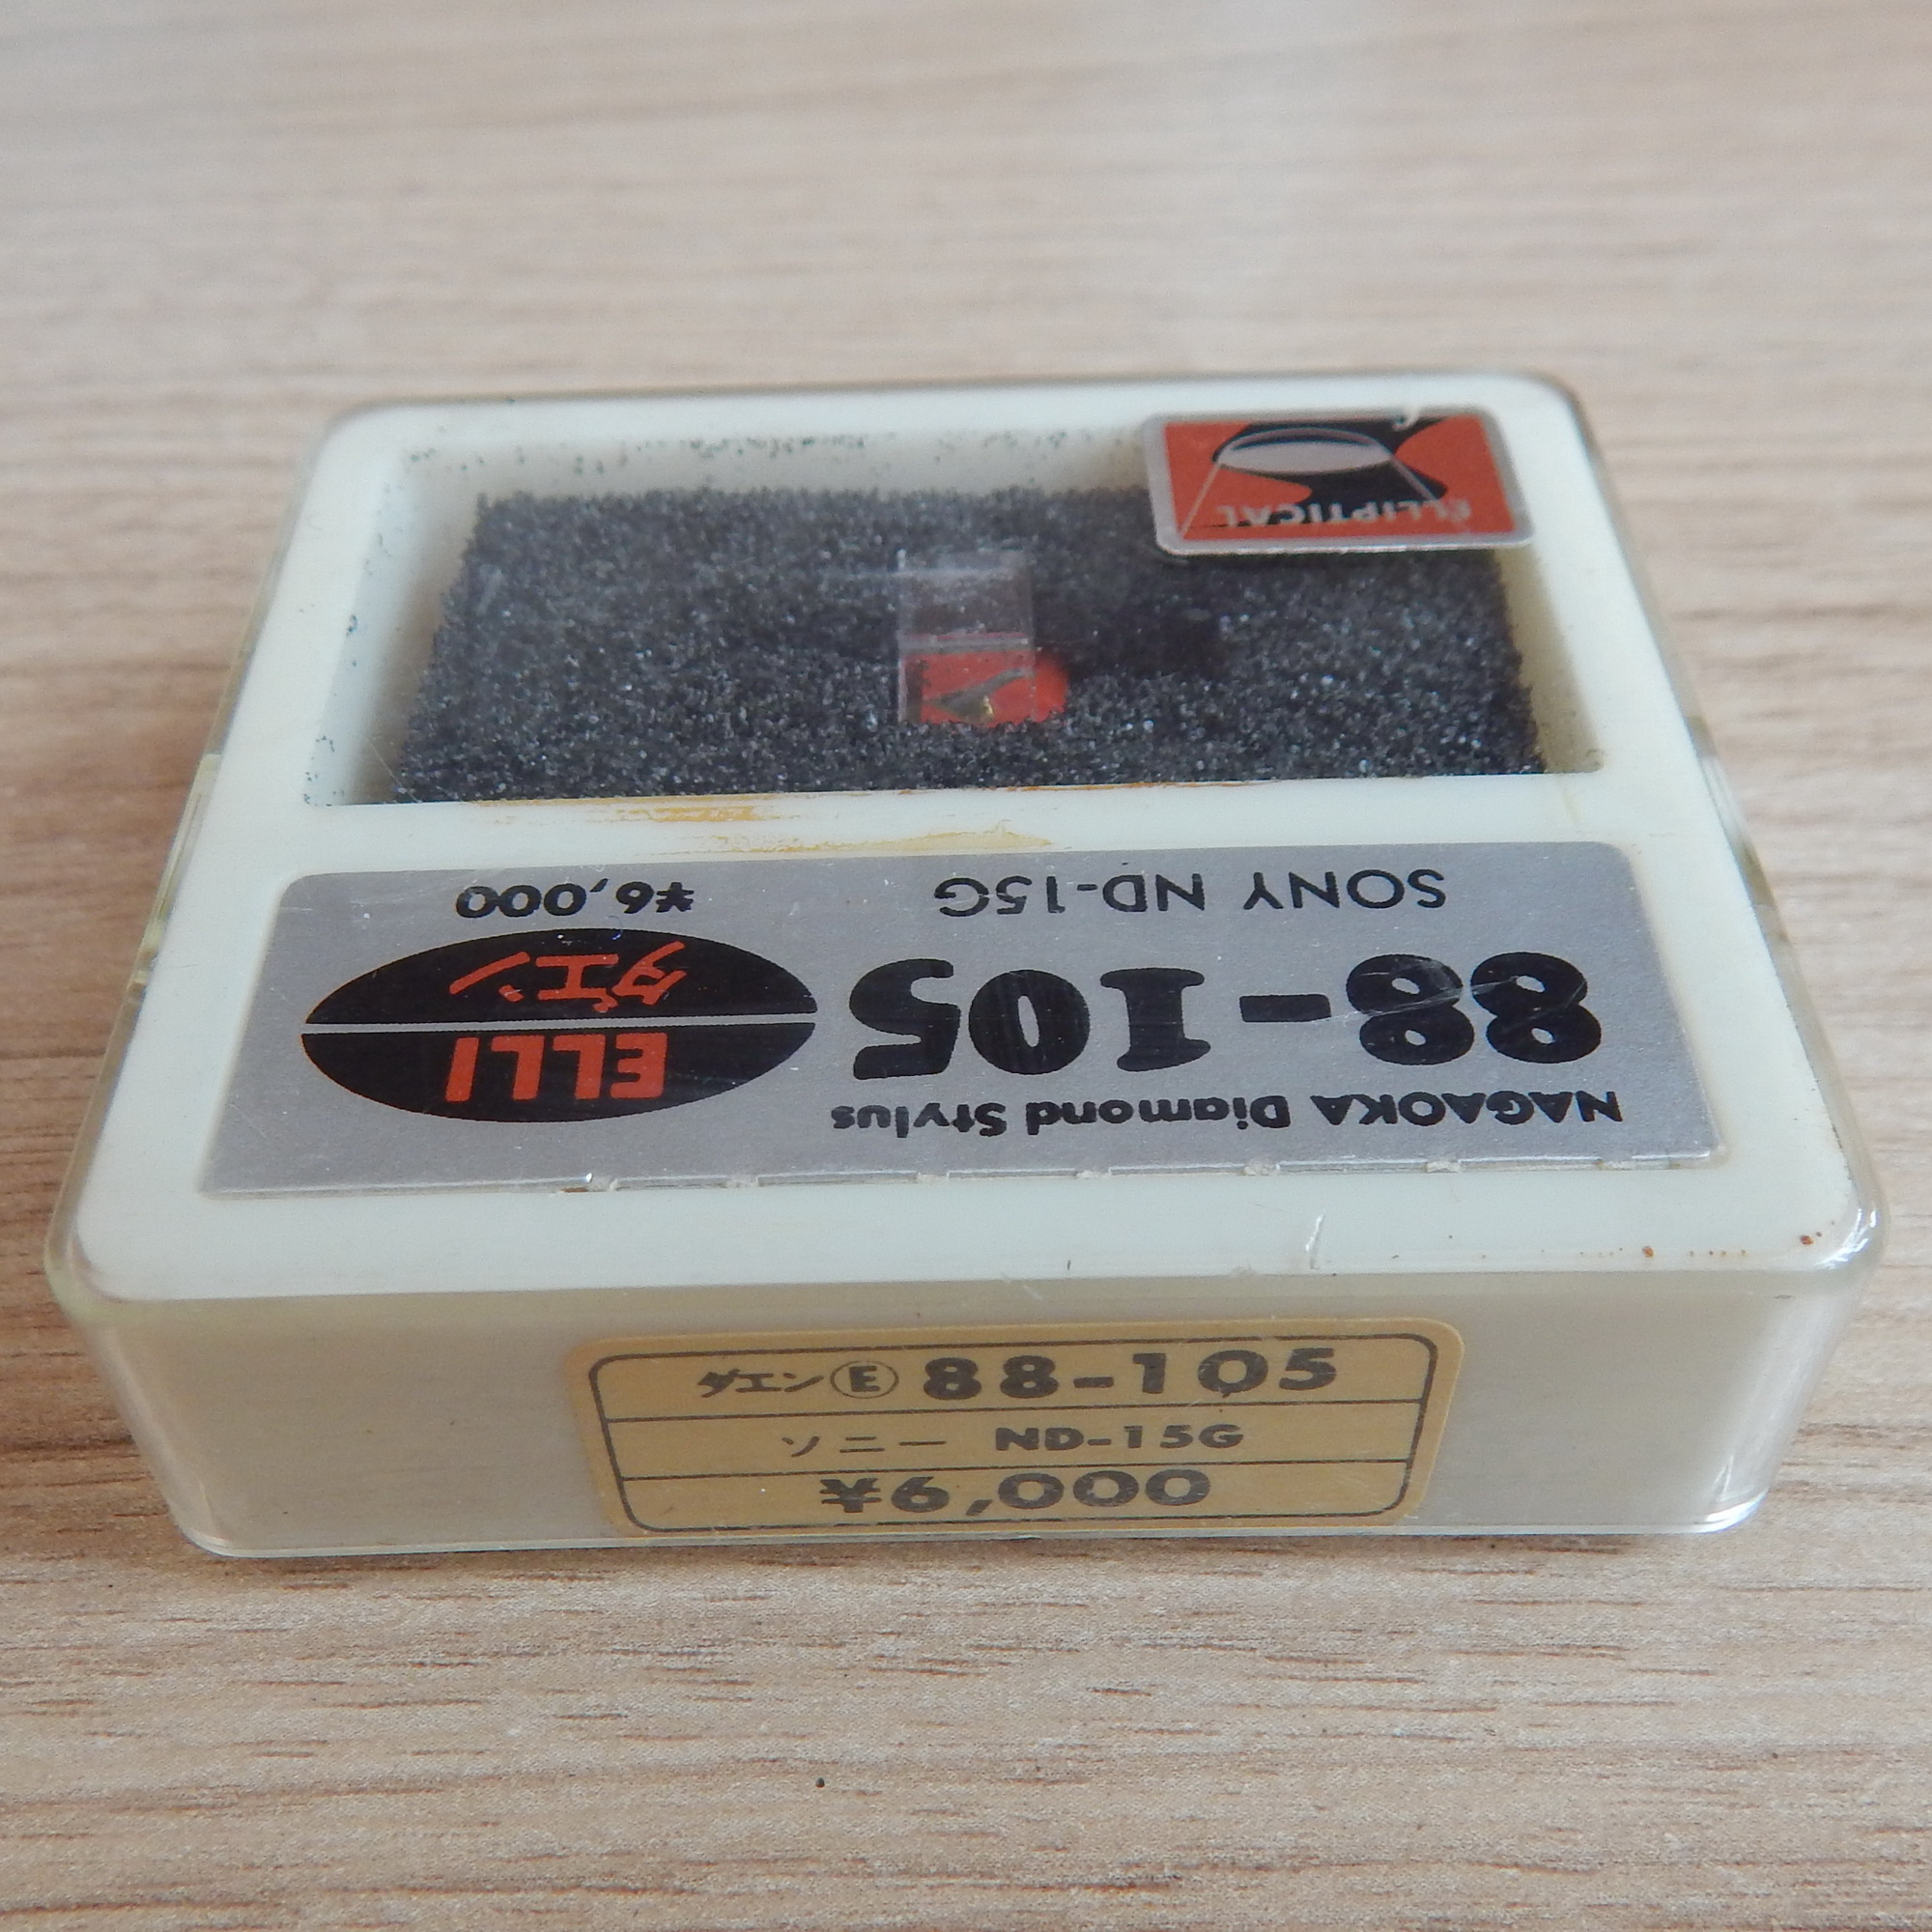 ELLIPTICAL
NAGAOKA Diamond Stylus
88-105
SONY ND-15G
ELLI
ダエン
¥6,000
ダエン Ⓔ 88-105
ソニー ND-15G
¥6,000